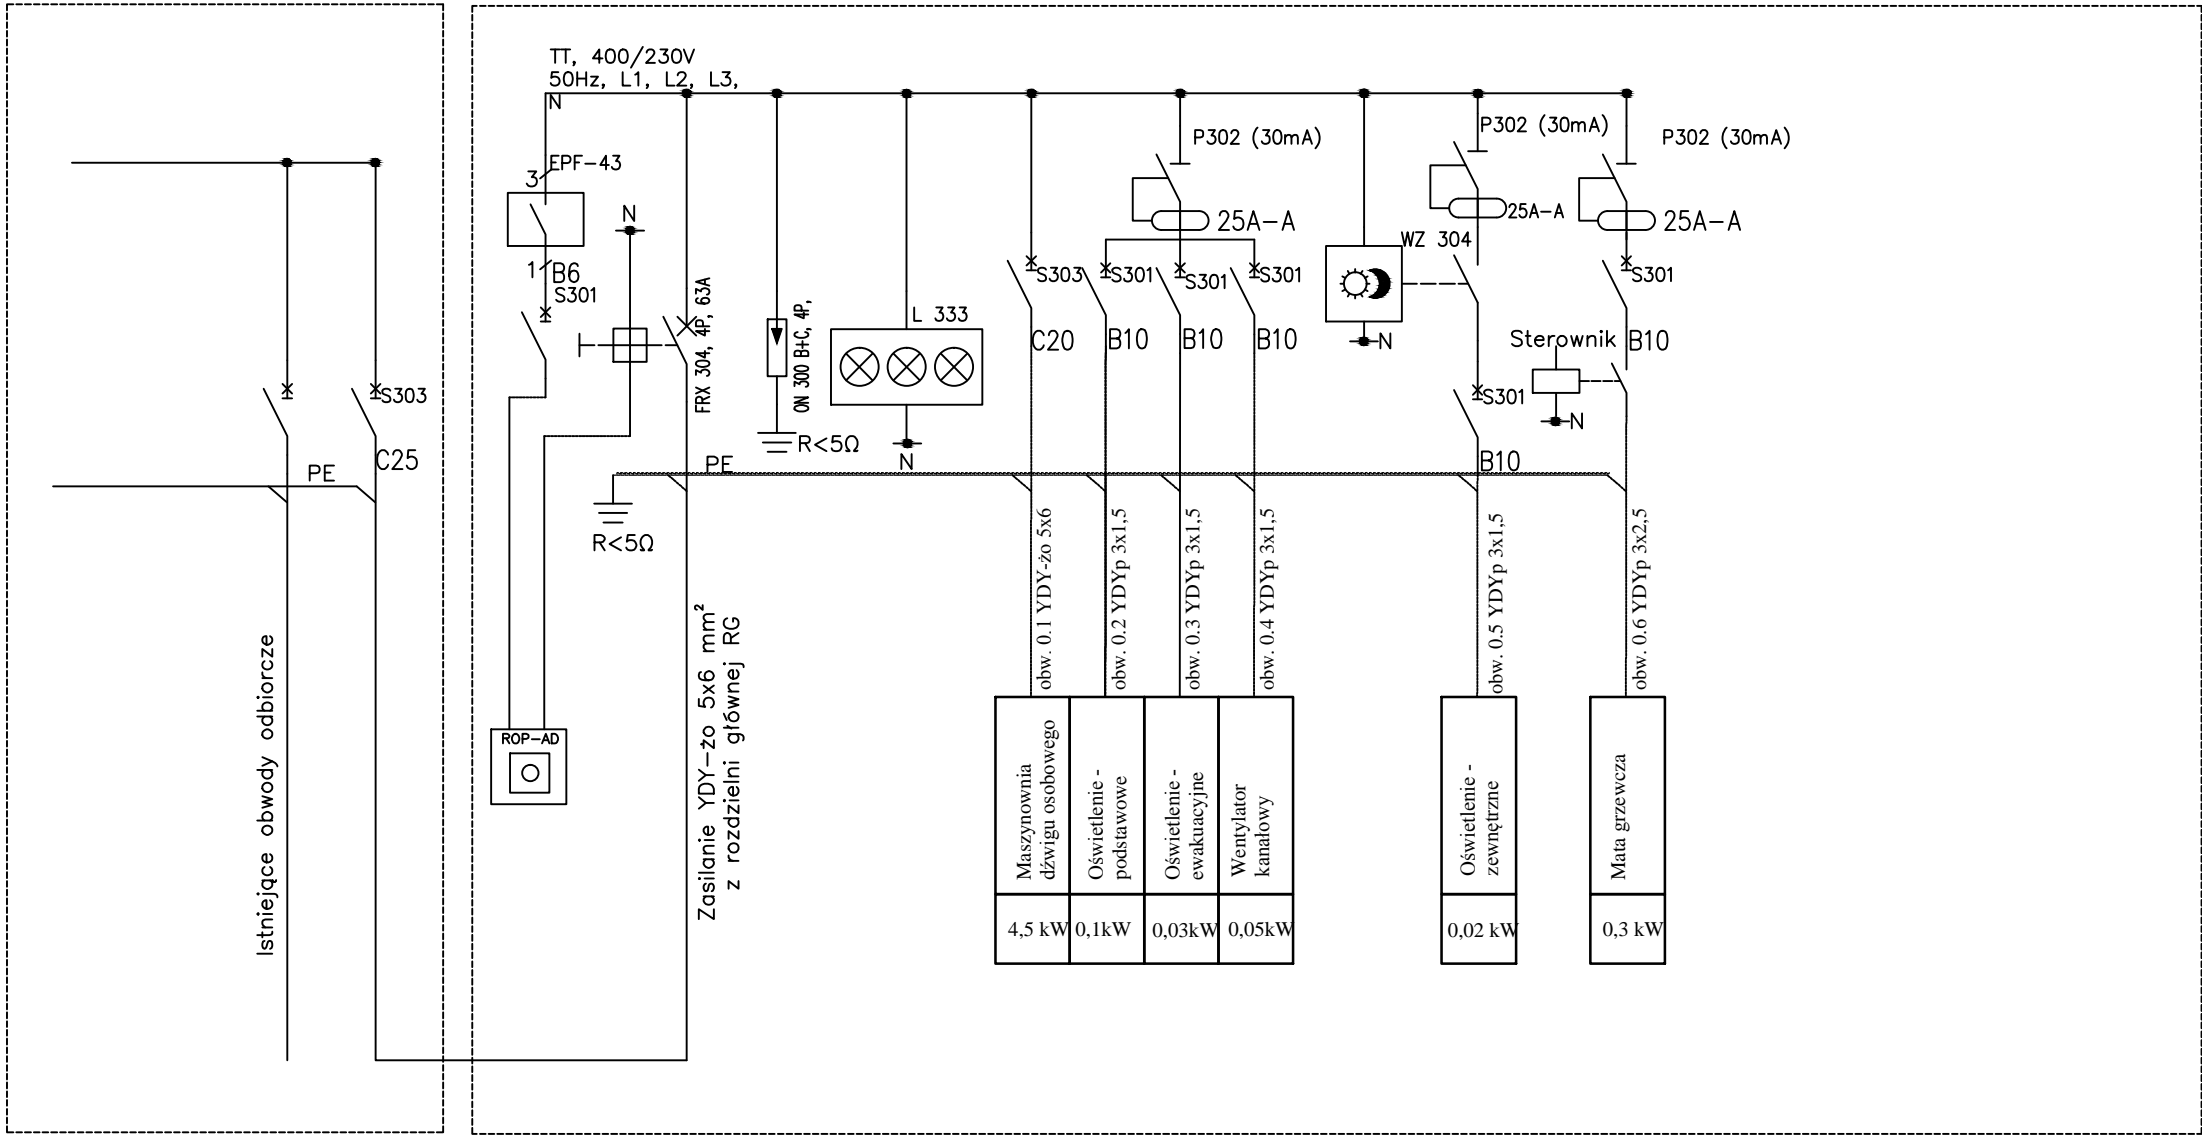 TT, 400/230V
50Hz, L1, L2, L3,
N
P302 (30mA)
P302 (30mA)
P302 (30mA)
EPF-43
3
N
25A-A
25A-A
25A-A
WZ 304
1
B6
S301
S303
S301
S301
S301
S301
FRX 304, 4P, 63A
ON 300 B+C, 4P,
L 333
C20
B10
B10
B10
N
Sterownik
B10
S303
S301
N
C25
PE
R<5Ω
N
PE
B10
R<5Ω
Istniejące obwody odbiorcze
Zasilanie YDY-żo 5x6 mm²
z rozdzielni głównej RG
obw. 0.1 YDY-żo 5x6
obw. 0.2 YDYp 3x1,5
obw. 0.3 YDYp 3x1,5
obw. 0.4 YDYp 3x1,5
obw. 0.5 YDYp 3x1,5
obw. 0.6 YDYp 3x2,5
ROP-AD
Maszynownia
dźwigu osobowego
Oświetlenie -
podstawowe
Oświetlenie -
ewakuacyjne
Wentylator
kanałowy
Oświetlenie -
zewnętrzne
Mata grzewcza
4,5 kW
0,1kW
0,03kW
0,05kW
0,02 kW
0,3 kW